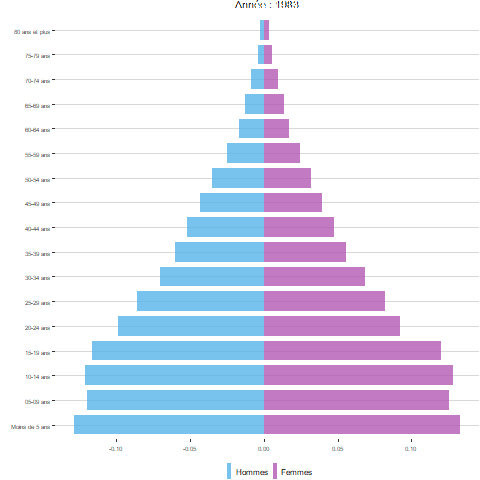 Année : 1983
80 ans et plus
75-79 ans
70-74 ans
65-69 ans
60-64 ans
55-59 ans
50-54 ans
45-49 ans
40-44 ans
35-39 ans
30-34 ans
25-29 ans
20-24 ans
15-19 ans
10-14 ans
05-09 ans
Moins de 5 ans
-0.10 -0.05 0.00 0.05 0.10
Hommes Femmes